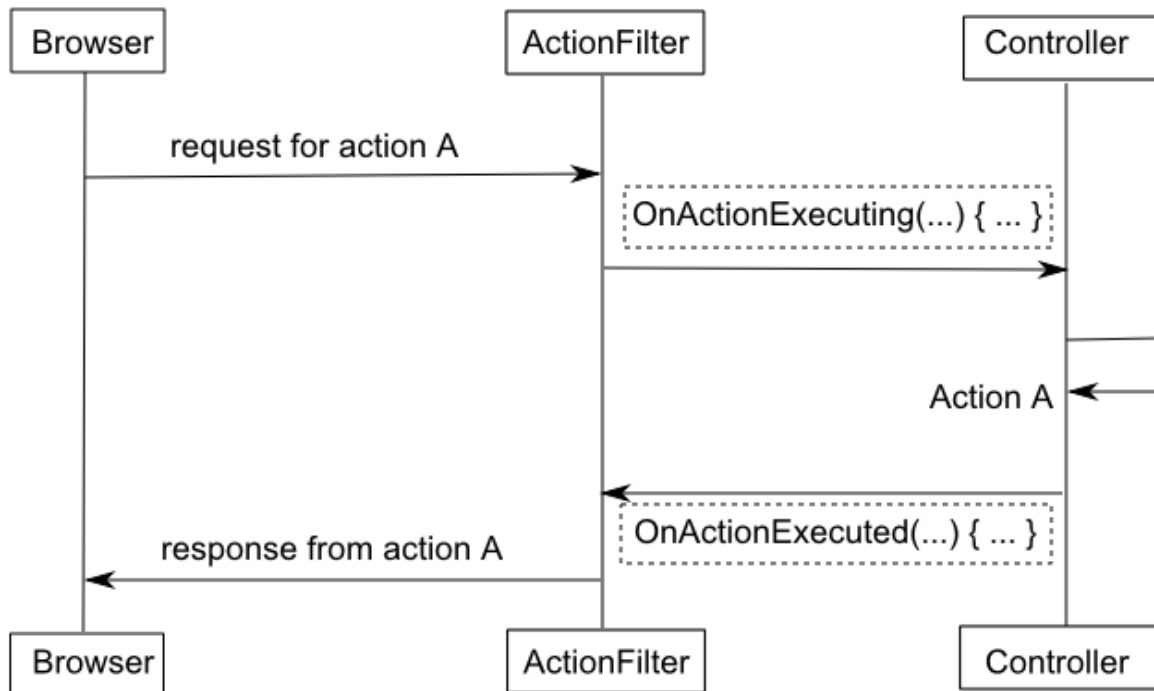 Browser
ActionFilter
Controller
request for action A
OnActionExecuting(...) { ... }
Action A
OnActionExecuted(...) { ... }
response from action A
Browser
ActionFilter
Controller